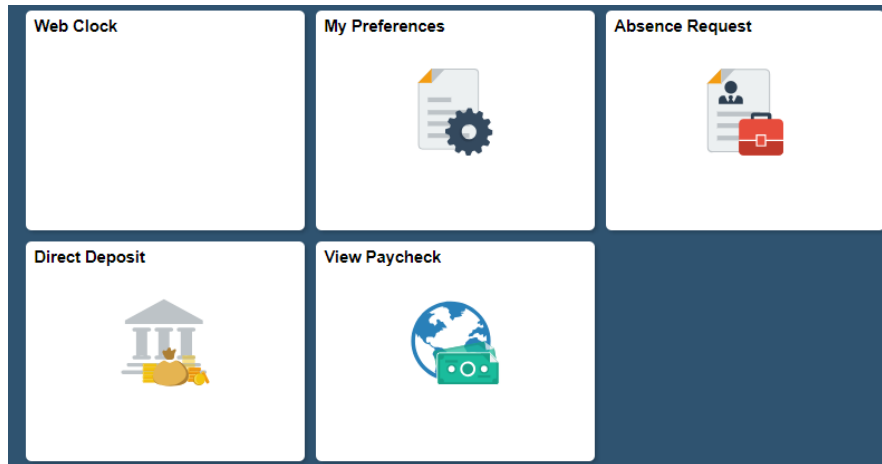 Web Clock
My Preferences
Absence Request
Direct Deposit
View Paycheck